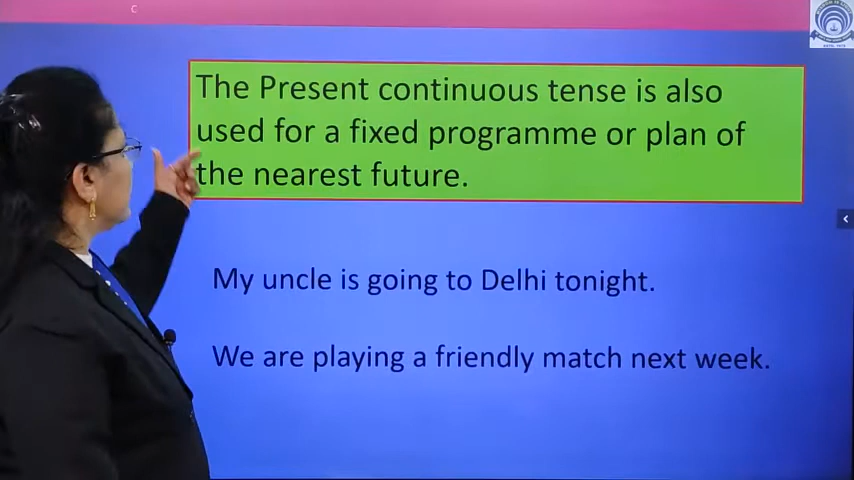 C
The Present continuous tense is also
used for a fixed programme or plan of
the nearest future.
My uncle is going to Delhi tonight.
We are playing a friendly match next week.